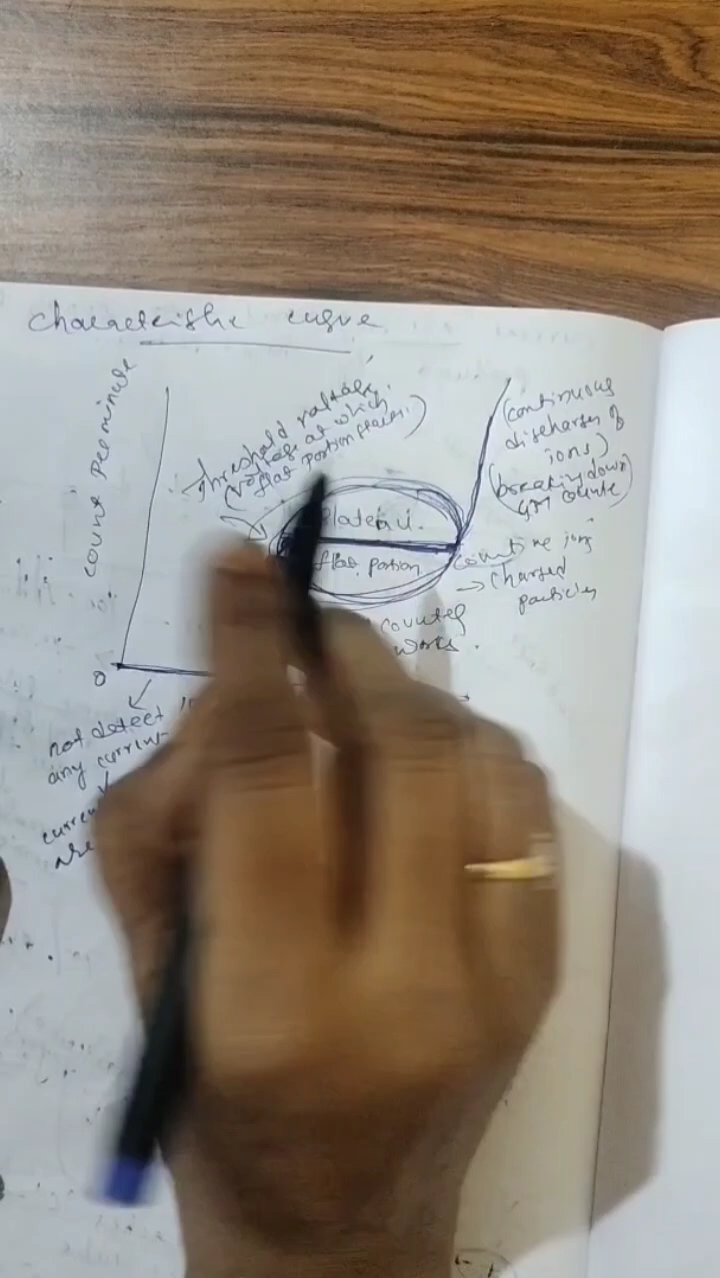 characteristic curve
count per minute
Threshold voltage
(voltage at which
flat portion
Plateau.
flat portion
(continuous
discharges of
ions)
(breaking down
GM counter)
counting
→ charged
particles
counter
works.
0
not detect
any current